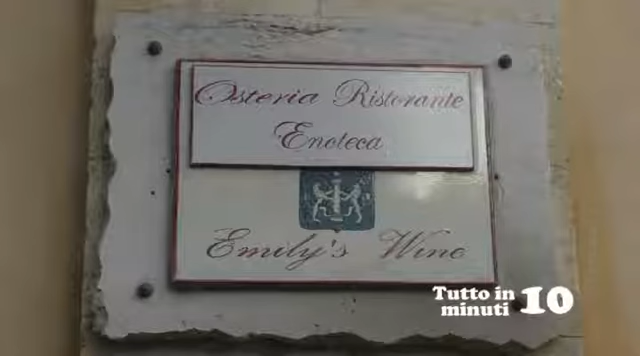 Osteria Ristorante
Enoteca
Emily's Wine
Tutto in 10
minuti